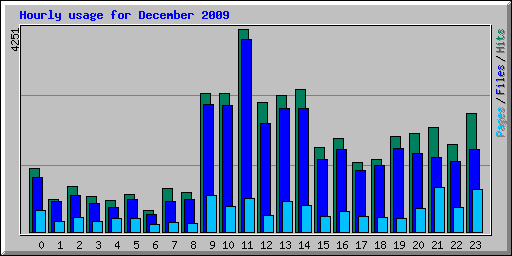 Hourly usage for December 2009
4251
Pages/Files/Hits
0 1 2 3 4 5 6 7 8 9 10 11 12 13 14 15 16 17 18 19 20 21 22 23